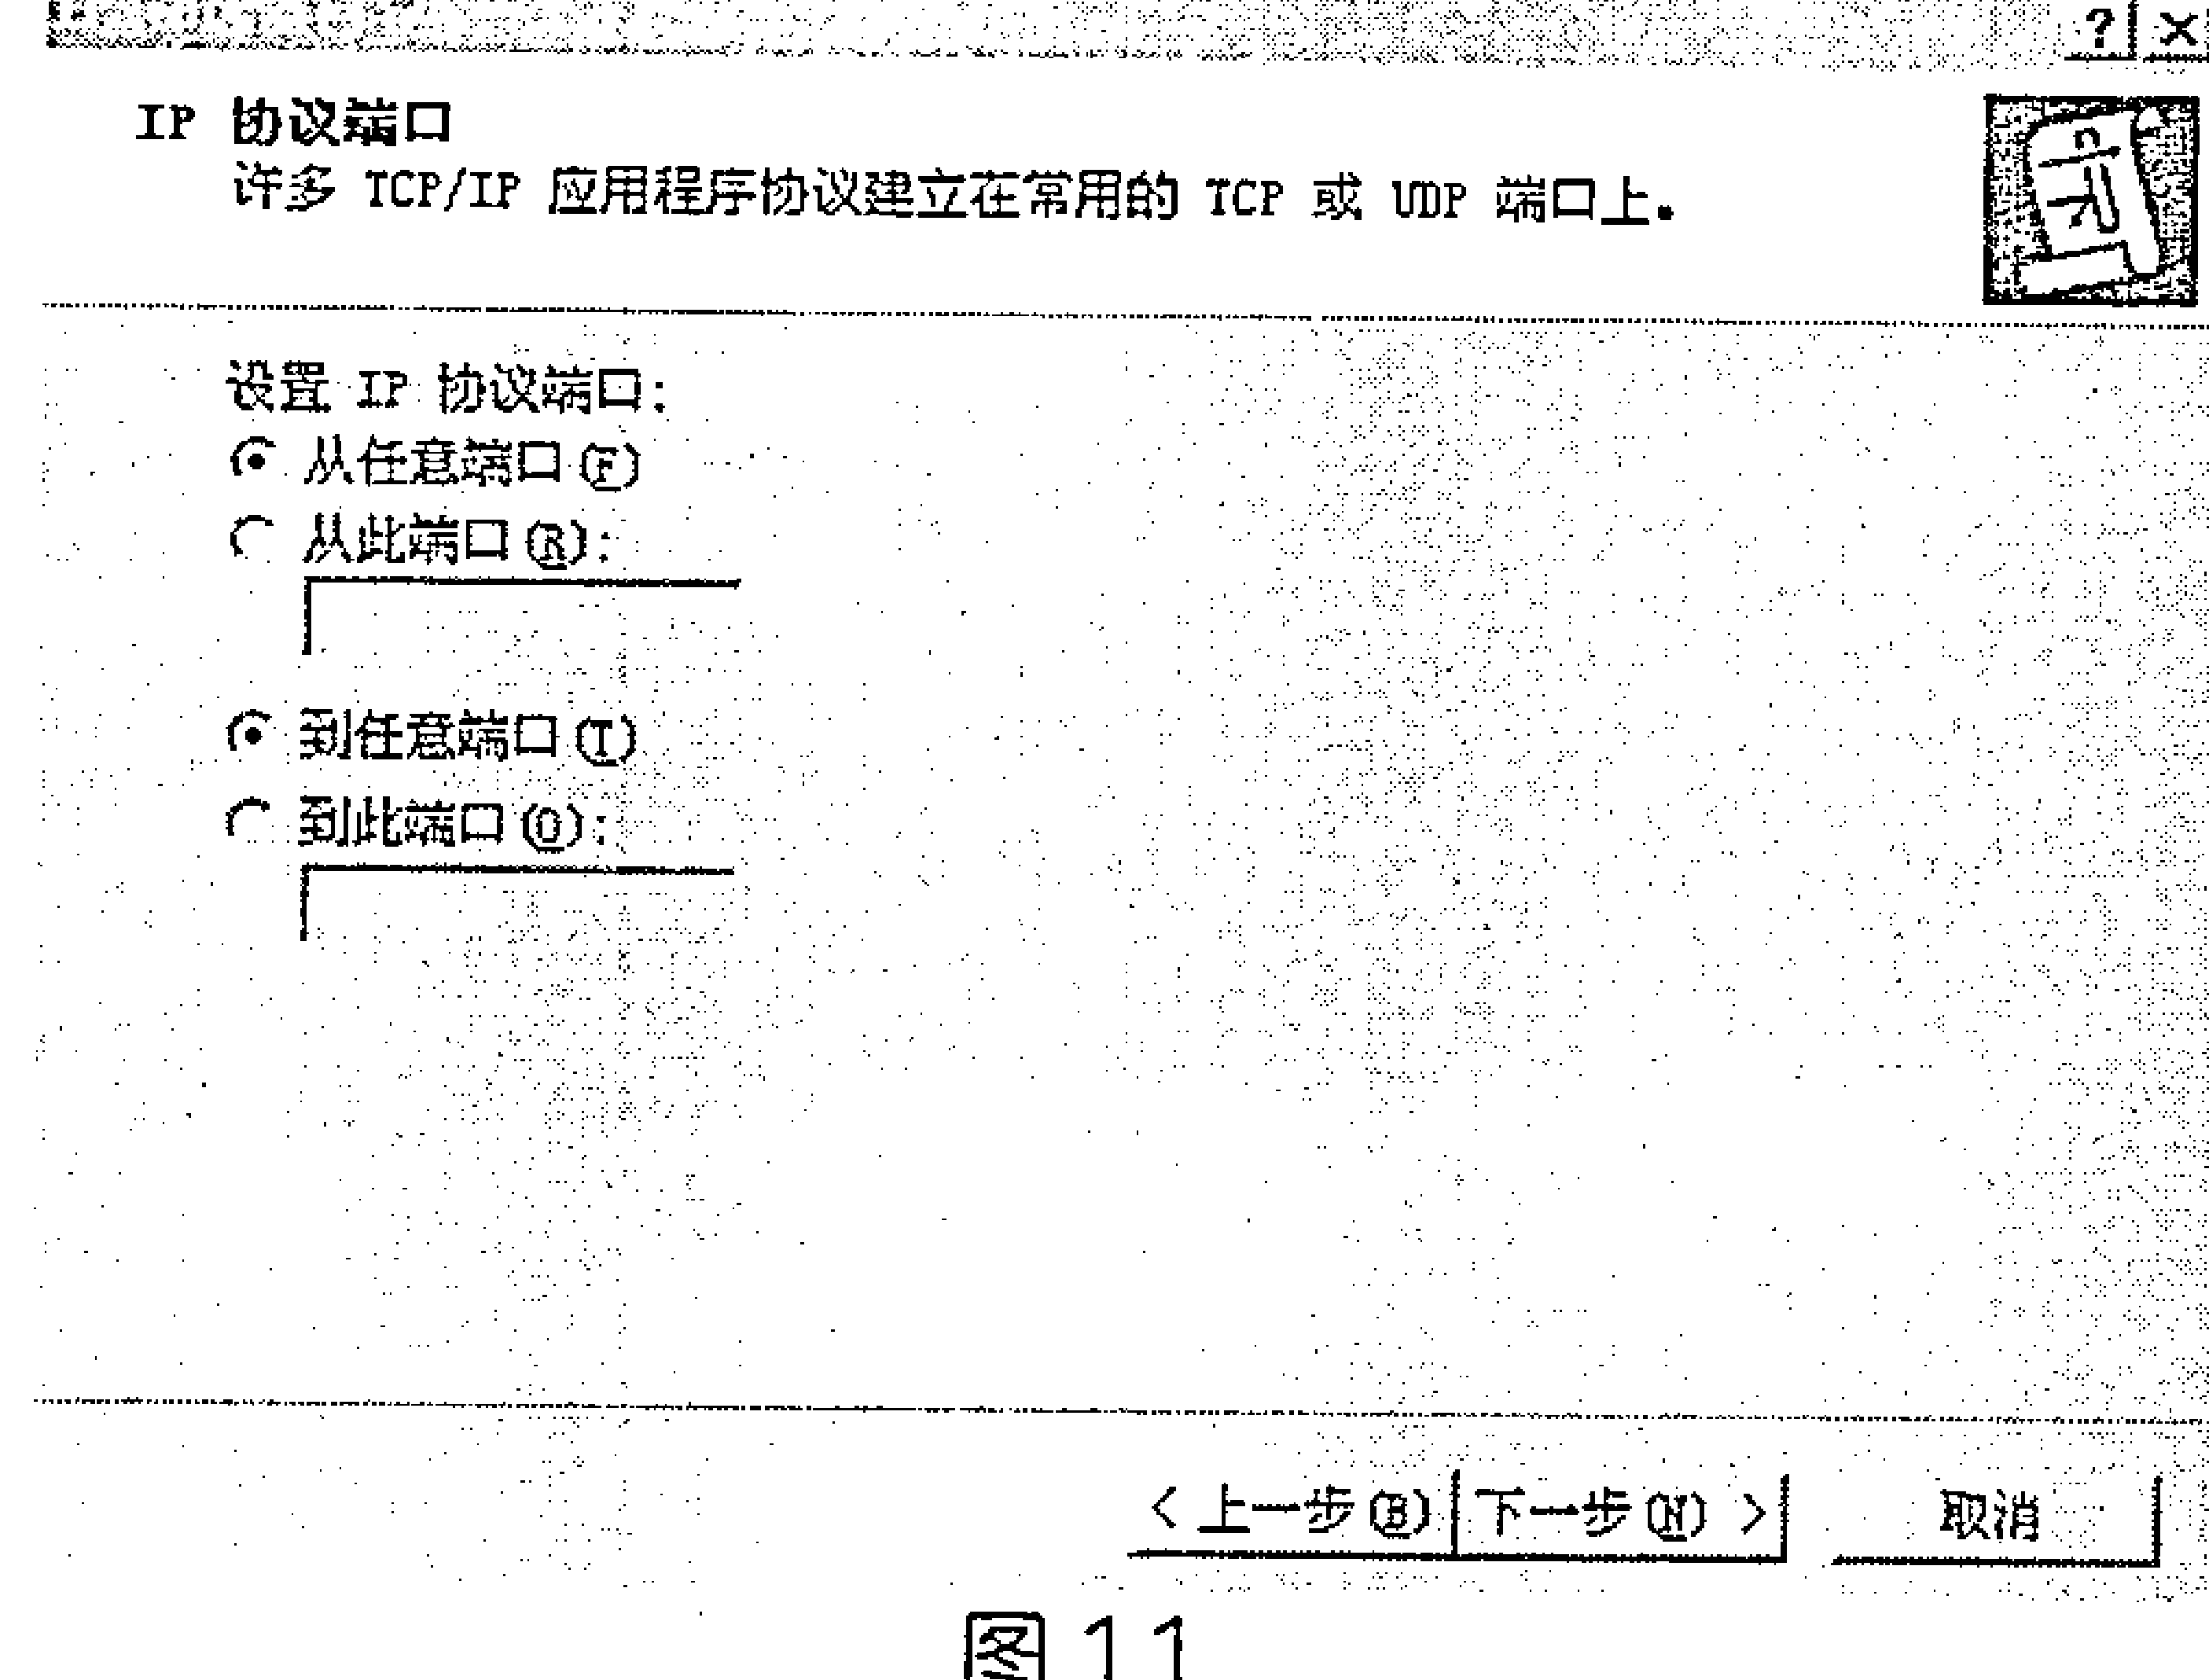 ? ×
IP 协议端口
许多 TCP/IP 应用程序协议建立在常用的 TCP 或 UDP 端口上。
设置 IP 协议端口:
从任意端口(F)
从此端口(R):
到任意端口(T)
到此端口(O):
< 上一步(B) 下一步(N) > 取消
图11